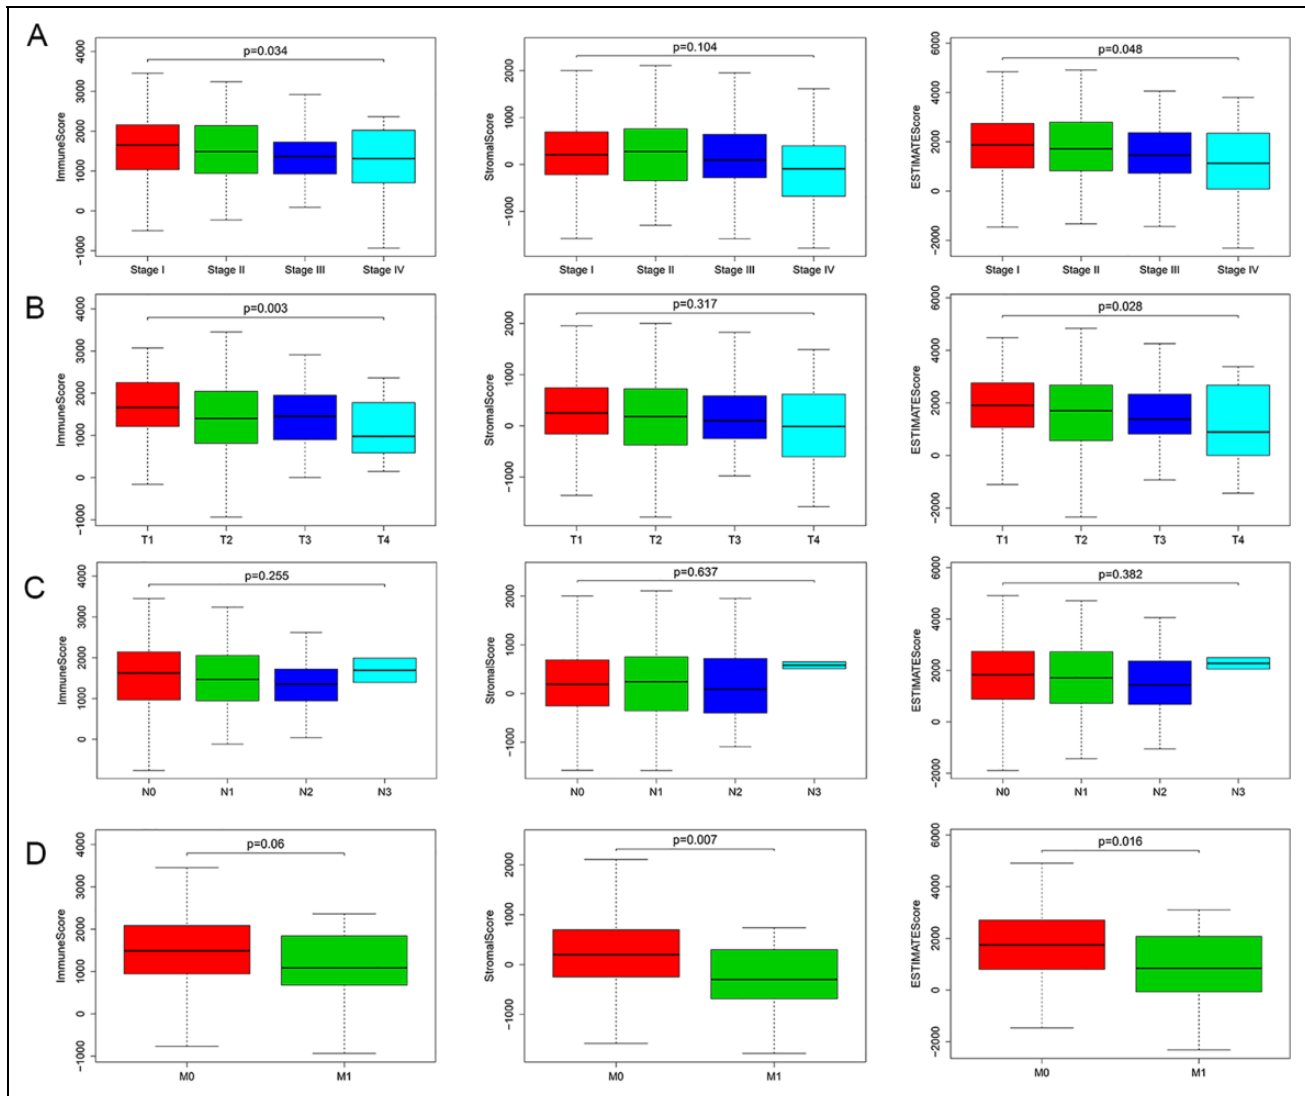 A
p=0.034
ImmuneScore
4000
3000
2000
1000
0
−1000
Stage I Stage II Stage III Stage IV
p=0.104
StromalScore
2000
1000
0
−1000
Stage I Stage II Stage III Stage IV
p=0.048
ESTIMATEScore
6000
4000
2000
0
−2000
Stage I Stage II Stage III Stage IV
B
p=0.003
ImmuneScore
4000
3000
2000
1000
0
−1000
T1 T2 T3 T4
p=0.317
StromalScore
2000
1000
0
−1000
T1 T2 T3 T4
p=0.028
ESTIMATEScore
6000
4000
2000
0
−2000
T1 T2 T3 T4
C
p=0.255
ImmuneScore
4000
3000
2000
1000
0
N0 N1 N2 N3
p=0.637
StromalScore
2000
1000
0
−1000
N0 N1 N2 N3
p=0.382
ESTIMATEScore
6000
4000
2000
0
−2000
N0 N1 N2 N3
D
p=0.06
ImmuneScore
4000
3000
2000
1000
0
−1000
M0 M1
p=0.007
StromalScore
2000
1000
0
−1000
M0 M1
p=0.016
ESTIMATEScore
6000
4000
2000
0
−2000
M0 M1